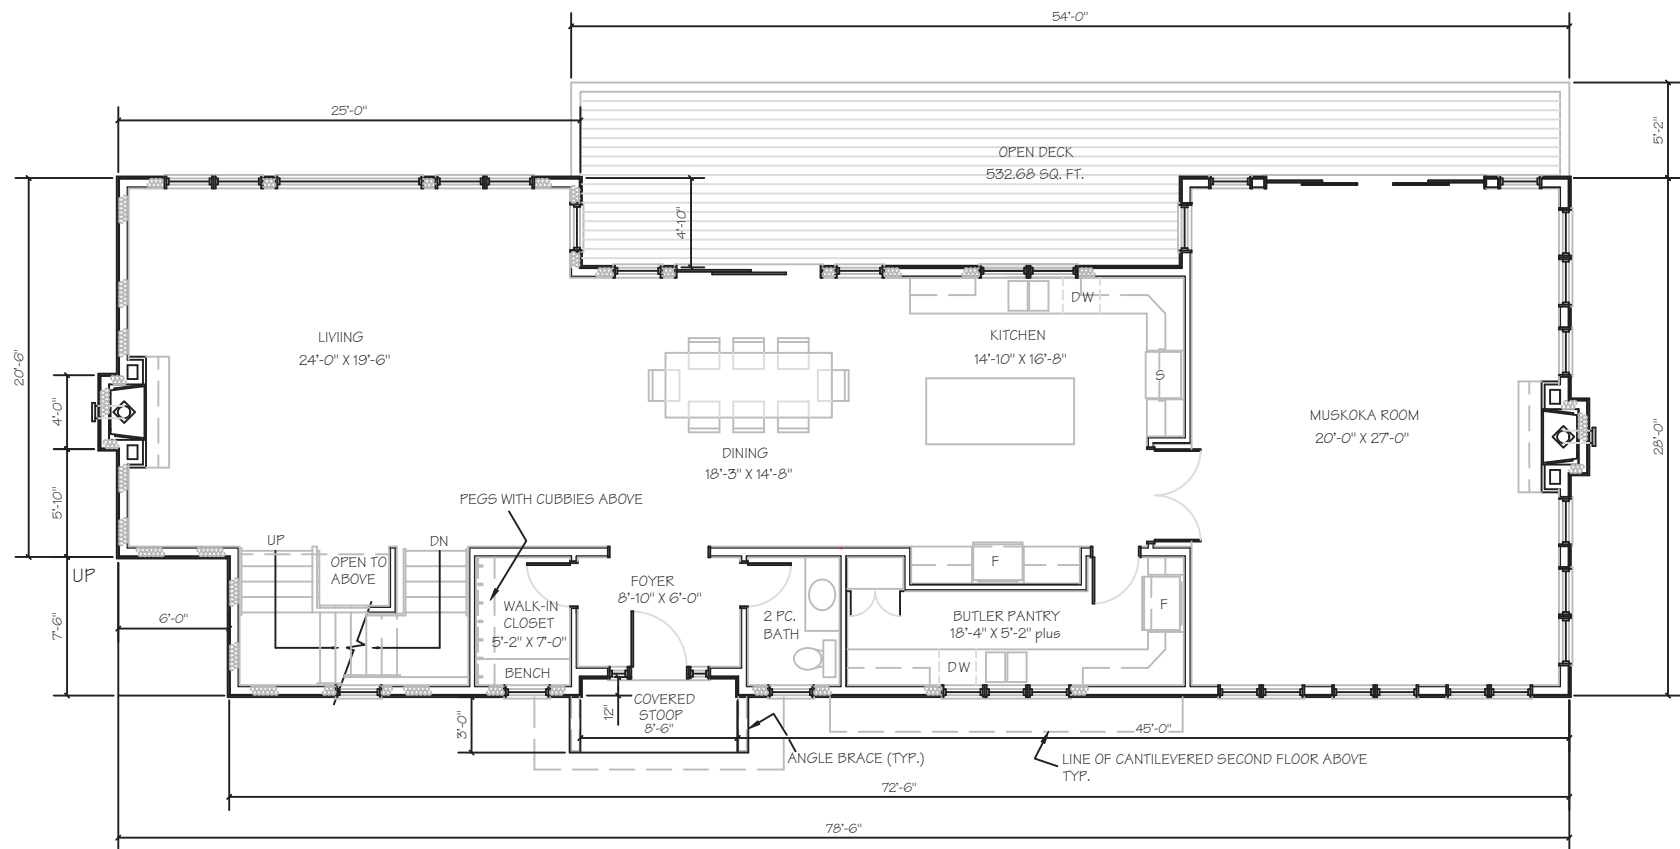 54'-0"
25'-0"
5'-2"
OPEN DECK
532.68 SQ. FT.
4'-10"
20'-6"
DW
LIVIING
24'-0" X 19'-6"
KITCHEN
14'-10" X 16'-8"
S
4'-0"
MUSKOKA ROOM
20'-0" X 27'-0"
28'-0"
DINING
18'-3" X 14'-8"
5'-10"
PEGS WITH CUBBIES ABOVE
UP
DN
OPEN TO
ABOVE
F
UP
FOYER
8'-10" X 6'-0"
F
7'-6"
6'-0"
WALK-IN
CLOSET
5'-2" X 7'-0"
2 PC.
BATH
BUTLER PANTRY
18'-4" X 5'-2" plus
BENCH
DW
12"
COVERED
STOOP
3'-0"
8'-6"
45'-0"
ANGLE BRACE (TYP.)
LINE OF CANTILEVERED SECOND FLOOR ABOVE
TYP.
72'-6"
78'-6"